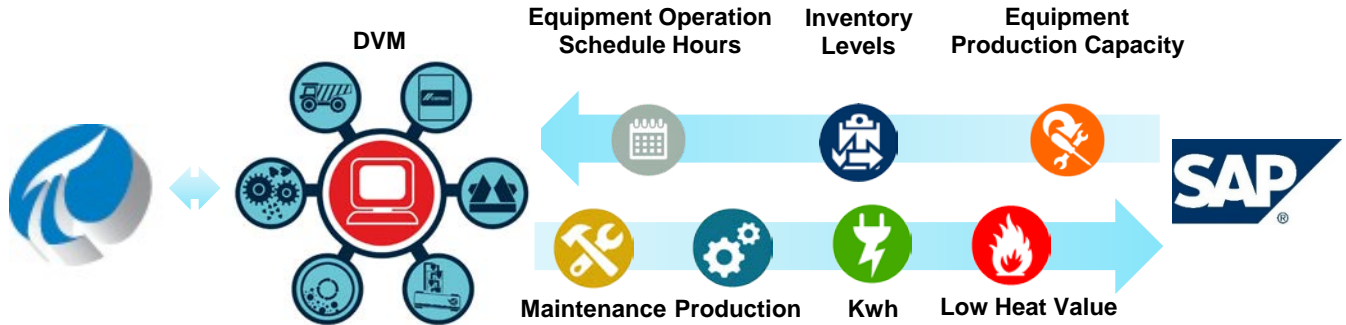 DVM
Equipment Operation
Schedule Hours
Inventory
Levels
Equipment
Production Capacity
SAP
®
Maintenance
Production
Kwh
Low Heat Value